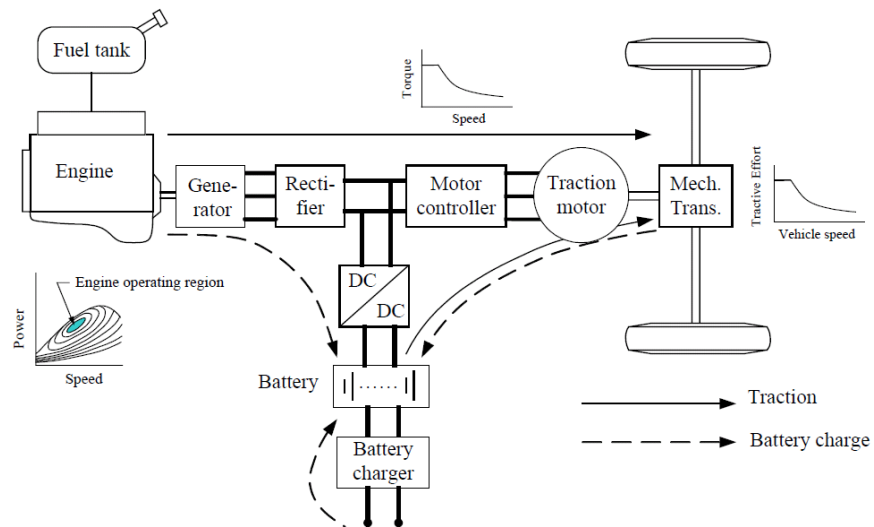 Fuel tank
Torque
Speed
Engine
Gene-
rator
Recti-
fier
Motor
controller
Traction
motor
Mech.
Trans.
Tractive Effort
Vehicle speed
Engine operating region
Power
Speed
DC
DC
Battery
Traction
Battery charge
Battery
charger